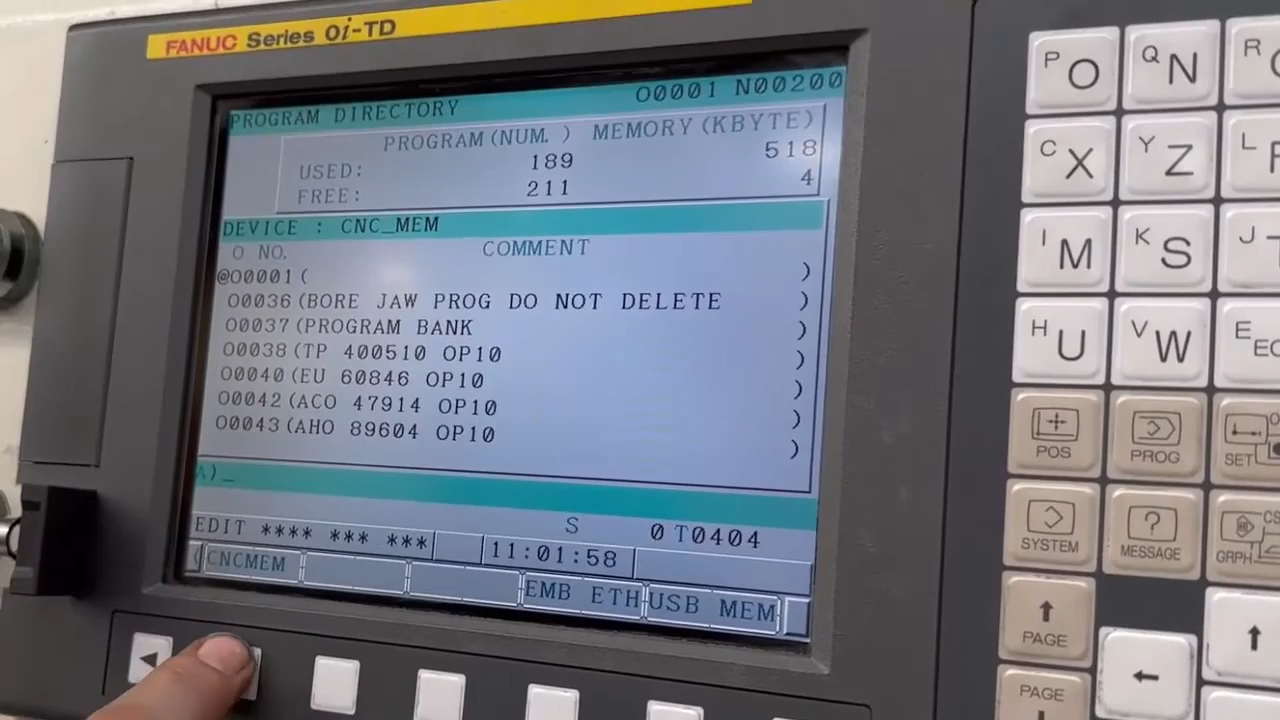 FANUC Series 0i-TD
PROGRAM DIRECTORY O0001 N00200
PROGRAM(NUM. ) MEMORY(KBYTE)
USED: 189 518
FREE: 211 4
DEVICE : CNC_MEM
O NO. COMMENT
@O0001( )
O0036(BORE JAW PROG DO NOT DELETE )
O0037(PROGRAM BANK )
O0038(TP 400510 OP10 )
O0040(EU 60846 OP10 )
O0042(ACO 47914 OP10 )
O0043(AHO 89604 OP10 )
A)_
EDIT **** *** *** S 0 T0404
11:01:58
(CNCMEM EMB ETH USB MEM
P O Q N R
C X Y Z L
I M K S J
H U V W E
POS PROG SET
SYSTEM MESSAGE GRPH
PAGE
PAGE